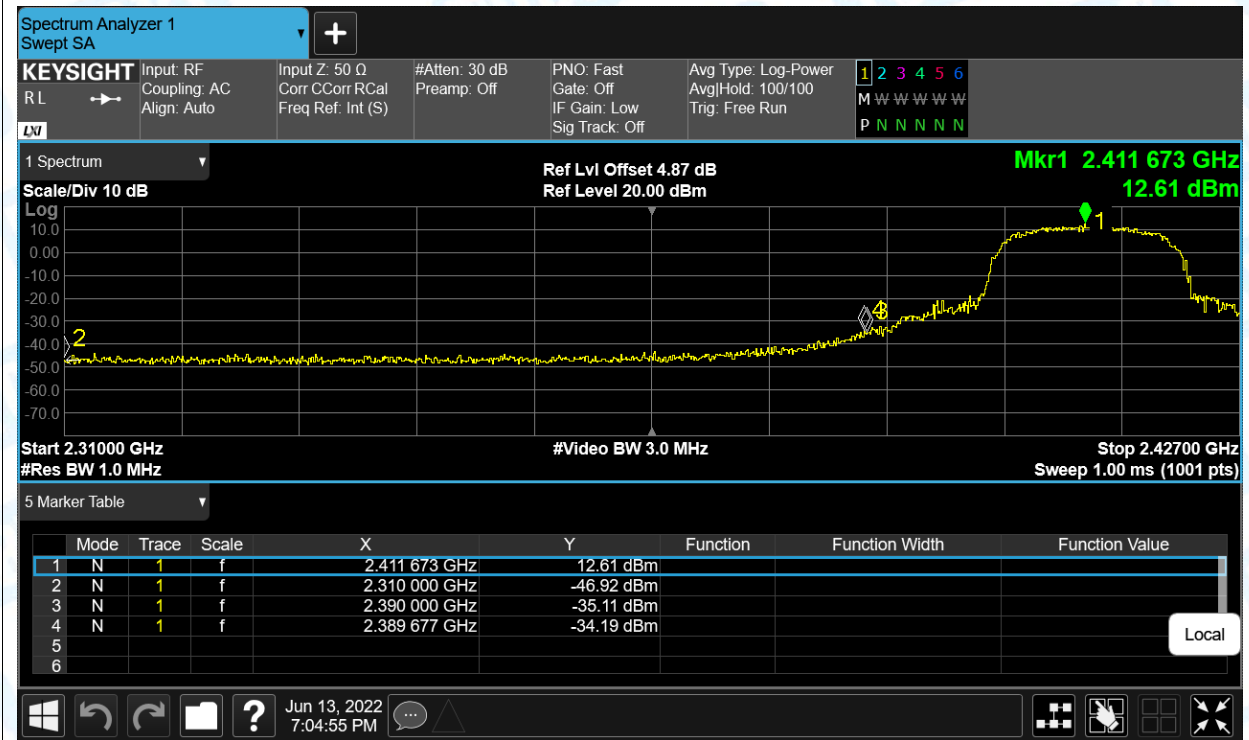 Spectrum Analyzer 1
Swept SA
KEYSIGHT
R L
LXI
Input: RF
Coupling: AC
Align: Auto
Input Z: 50 Ω
Corr CCorr RCal
Freq Ref: Int (S)
#Atten: 30 dB
Preamp: Off
PNO: Fast
Gate: Off
IF Gain: Low
Sig Track: Off
Avg Type: Log-Power
Avg|Hold: 100/100
Trig: Free Run
1 2 3 4 5 6
M W W W W W
P N N N N N
1 Spectrum
Scale/Div 10 dB
Log
Ref Lvl Offset 4.87 dB
Ref Level 20.00 dBm
Mkr1 2.411 673 GHz
12.61 dBm
10.0
0.00
-10.0
-20.0
-30.0
-40.0
-50.0
-60.0
-70.0
1
2
Start 2.31000 GHz
#Video BW 3.0 MHz
Stop 2.42700 GHz
#Res BW 1.0 MHz
Sweep 1.00 ms (1001 pts)
5 Marker Table
Mode Trace Scale X Y Function Function Width Function Value
1 N 1 f 2.411 673 GHz 12.61 dBm
2 N 1 f 2.310 000 GHz -46.92 dBm
3 N 1 f 2.390 000 GHz -35.11 dBm
4 N 1 f 2.389 677 GHz -34.19 dBm
5
6
Local
?
Jun 13, 2022
7:04:55 PM